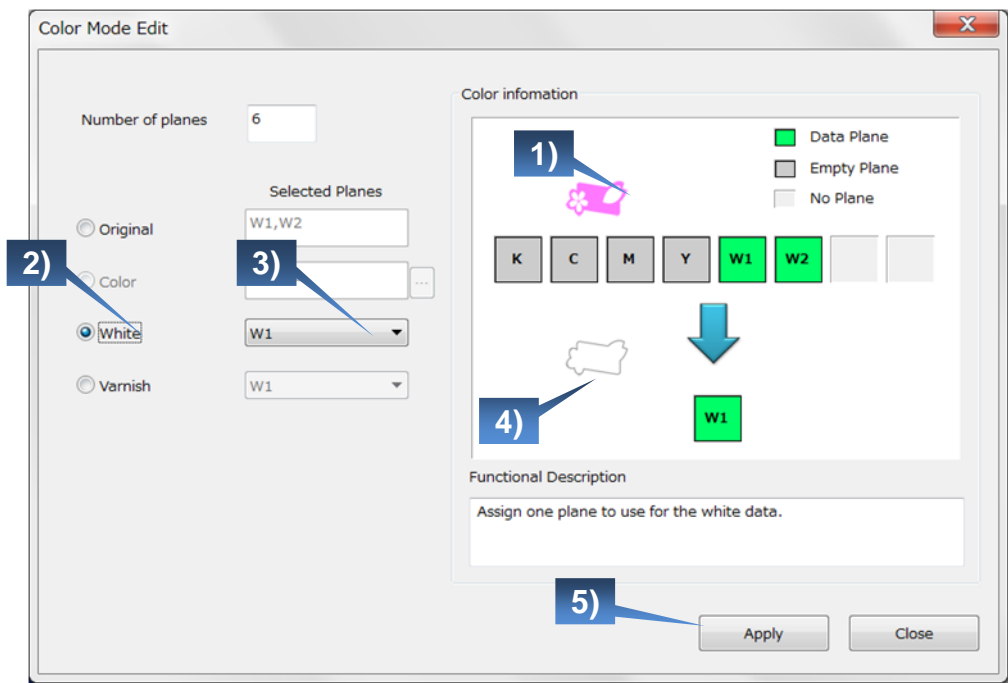 Color Mode Edit
X
Number of planes
6
Selected Planes
Original
W1,W2
Color
...
White
W1
Varnish
W1
Color infomation
Data Plane
Empty Plane
No Plane
K C M Y W1 W2
W1
Functional Description
Assign one plane to use for the white data.
Apply
Close
1)
2)
3)
4)
5)